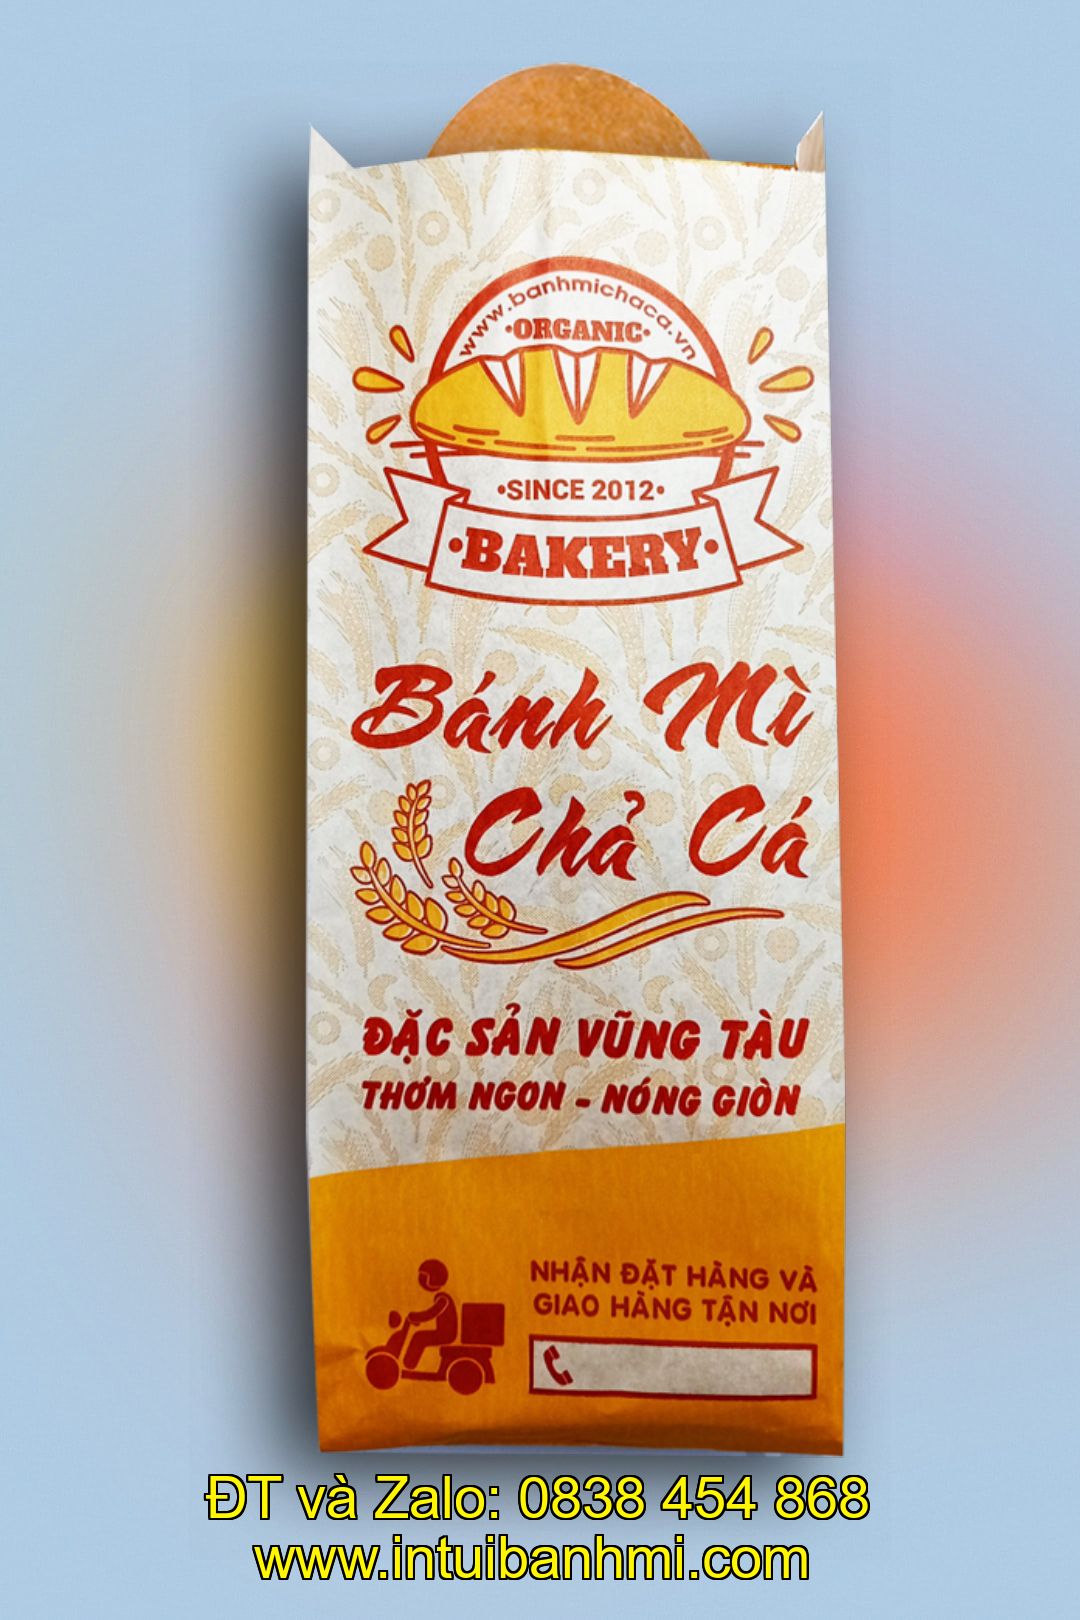 www.banhmichaca.vn
•ORGANIC•
•SINCE 2012•
•BAKERY•
Bánh Mì
Chả Cá
ĐẶC SẢN VŨNG TÀU
THƠM NGON - NÓNG GIÒN
NHẬN ĐẶT HÀNG VÀ
GIAO HÀNG TẬN NƠI
ĐT và Zalo: 0838 454 868
www.intuibanhmi.com